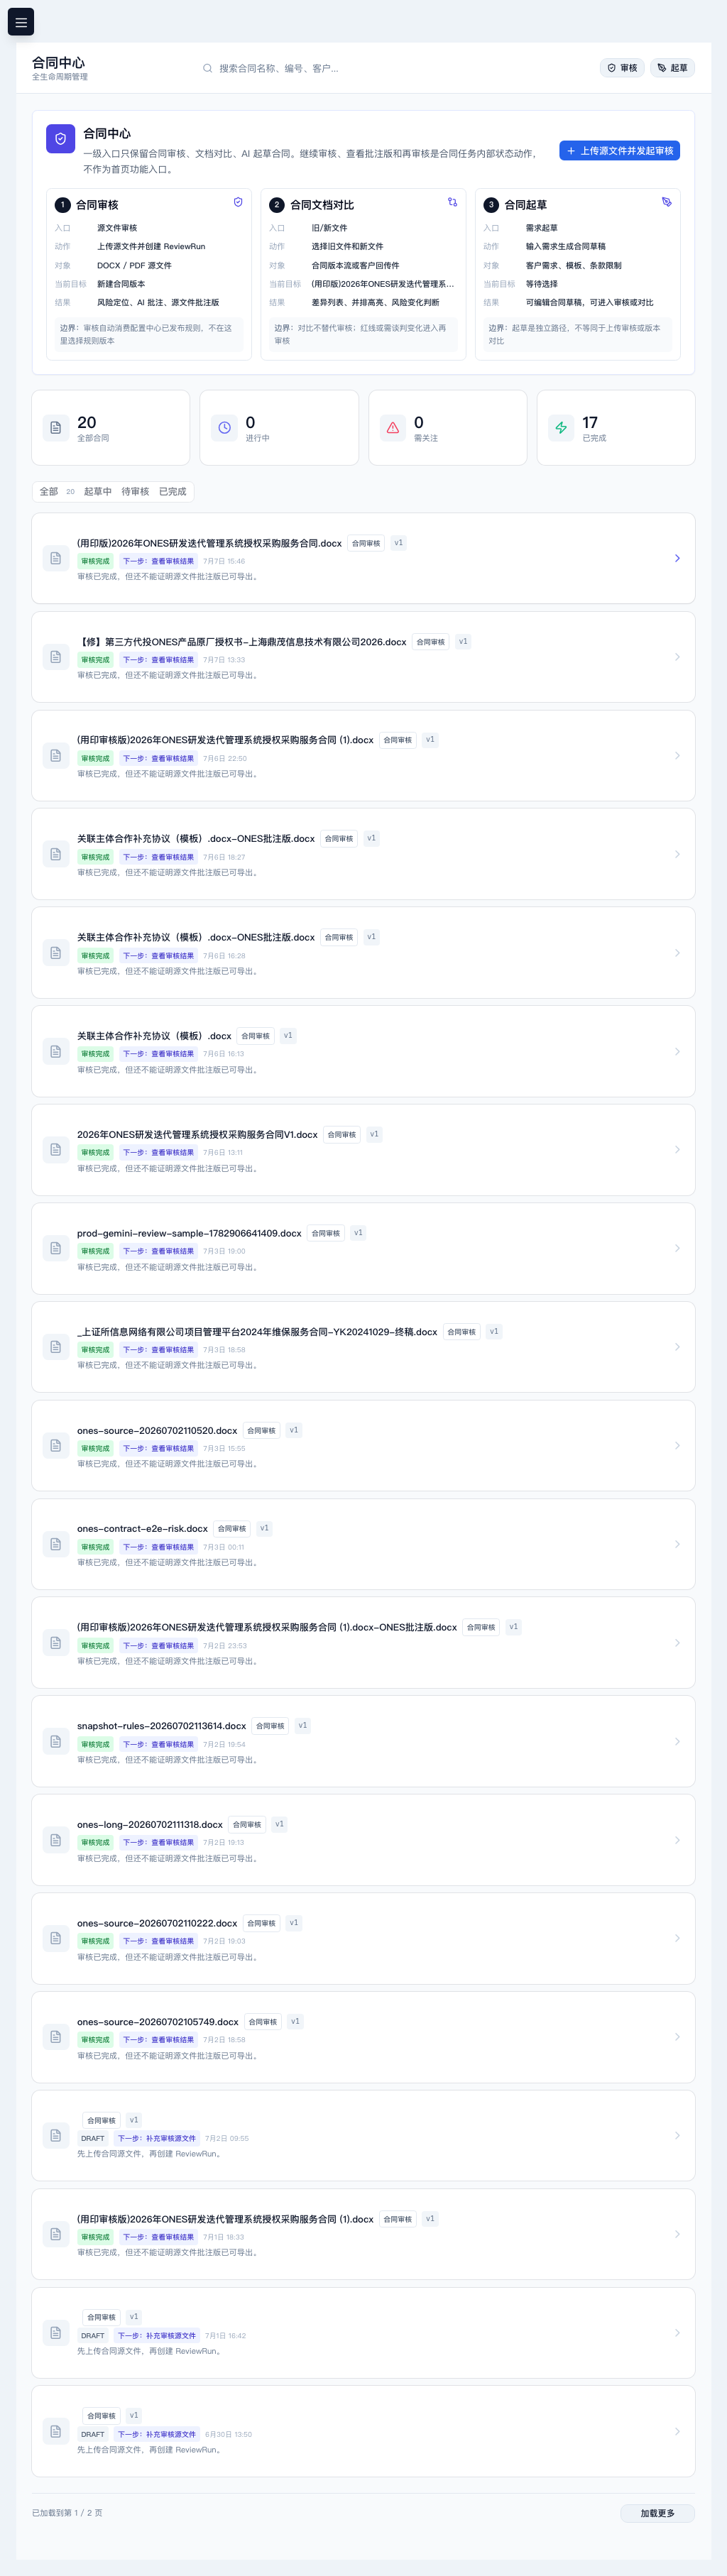 合同中心
全生命周期管理
搜索合同名称、编号、客户...
审核
起草
合同中心
一级入口只保留合同审核、文档对比、AI 起草合同。继续审核、查看批注版和再审核是合同任务内部状态动作，
不作为首页功能入口。
上传源文件并发起审核
1 合同审核
入口 源文件审核
动作 上传源文件并创建 ReviewRun
对象 DOCX / PDF 源文件
当前目标 新建合同版本
结果 风险定位、AI 批注、源文件批注版
边界：审核自动消费配置中心已发布规则，不在这
里选择规则版本
2 合同文档对比
入口 旧/新文件
动作 选择旧文件和新文件
对象 合同版本流或客户回传件
当前目标 (用印版)2026年ONES研发迭代管理系...
结果 差异列表、并排高亮、风险变化判断
边界：对比不替代审核；红线或需谈判变化进入再
审核
3 合同起草
入口 需求起草
动作 输入需求生成合同草稿
对象 客户需求、模板、条款限制
当前目标 等待选择
结果 可编辑合同草稿，可进入审核或对比
边界：起草是独立路径，不等同于上传审核或版本
对比
20
全部合同
0
进行中
0
需关注
17
已完成
全部 20 起草中 待审核 已完成
(用印版)2026年ONES研发迭代管理系统授权采购服务合同.docx 合同审核 v1
审核完成 下一步：查看审核结果 7月7日 15:46
审核已完成，但还不能证明源文件批注版已可导出。
【修】第三方代投ONES产品原厂授权书-上海鼎茂信息技术有限公司2026.docx 合同审核 v1
审核完成 下一步：查看审核结果 7月7日 13:33
审核已完成，但还不能证明源文件批注版已可导出。
(用印审核版)2026年ONES研发迭代管理系统授权采购服务合同 (1).docx 合同审核 v1
审核完成 下一步：查看审核结果 7月6日 22:50
审核已完成，但还不能证明源文件批注版已可导出。
关联主体合作补充协议（模板）.docx-ONES批注版.docx 合同审核 v1
审核完成 下一步：查看审核结果 7月6日 18:27
审核已完成，但还不能证明源文件批注版已可导出。
关联主体合作补充协议（模板）.docx-ONES批注版.docx 合同审核 v1
审核完成 下一步：查看审核结果 7月6日 16:28
审核已完成，但还不能证明源文件批注版已可导出。
关联主体合作补充协议（模板）.docx 合同审核 v1
审核完成 下一步：查看审核结果 7月6日 16:13
审核已完成，但还不能证明源文件批注版已可导出。
2026年ONES研发迭代管理系统授权采购服务合同V1.docx 合同审核 v1
审核完成 下一步：查看审核结果 7月6日 13:11
审核已完成，但还不能证明源文件批注版已可导出。
prod-gemini-review-sample-1782906641409.docx 合同审核 v1
审核完成 下一步：查看审核结果 7月3日 19:00
审核已完成，但还不能证明源文件批注版已可导出。
_上证所信息网络有限公司项目管理平台2024年维保服务合同-YK20241029-终稿.docx 合同审核 v1
审核完成 下一步：查看审核结果 7月3日 18:58
审核已完成，但还不能证明源文件批注版已可导出。
ones-source-20260702110520.docx 合同审核 v1
审核完成 下一步：查看审核结果 7月3日 15:55
审核已完成，但还不能证明源文件批注版已可导出。
ones-contract-e2e-risk.docx 合同审核 v1
审核完成 下一步：查看审核结果 7月3日 00:11
审核已完成，但还不能证明源文件批注版已可导出。
(用印审核版)2026年ONES研发迭代管理系统授权采购服务合同 (1).docx-ONES批注版.docx 合同审核 v1
审核完成 下一步：查看审核结果 7月2日 23:53
审核已完成，但还不能证明源文件批注版已可导出。
snapshot-rules-20260702113614.docx 合同审核 v1
审核完成 下一步：查看审核结果 7月2日 19:54
审核已完成，但还不能证明源文件批注版已可导出。
ones-long-20260702111318.docx 合同审核 v1
审核完成 下一步：查看审核结果 7月2日 19:13
审核已完成，但还不能证明源文件批注版已可导出。
ones-source-20260702110222.docx 合同审核 v1
审核完成 下一步：查看审核结果 7月2日 19:03
审核已完成，但还不能证明源文件批注版已可导出。
ones-source-20260702105749.docx 合同审核 v1
审核完成 下一步：查看审核结果 7月2日 18:58
审核已完成，但还不能证明源文件批注版已可导出。
合同审核 v1
DRAFT 下一步：补充审核源文件 7月2日 09:55
先上传合同源文件，再创建 ReviewRun。
(用印审核版)2026年ONES研发迭代管理系统授权采购服务合同 (1).docx 合同审核 v1
审核完成 下一步：查看审核结果 7月1日 18:33
审核已完成，但还不能证明源文件批注版已可导出。
合同审核 v1
DRAFT 下一步：补充审核源文件 7月1日 16:42
先上传合同源文件，再创建 ReviewRun。
合同审核 v1
DRAFT 下一步：补充审核源文件 6月30日 13:50
先上传合同源文件，再创建 ReviewRun。
已加载到第 1 / 2 页
加载更多